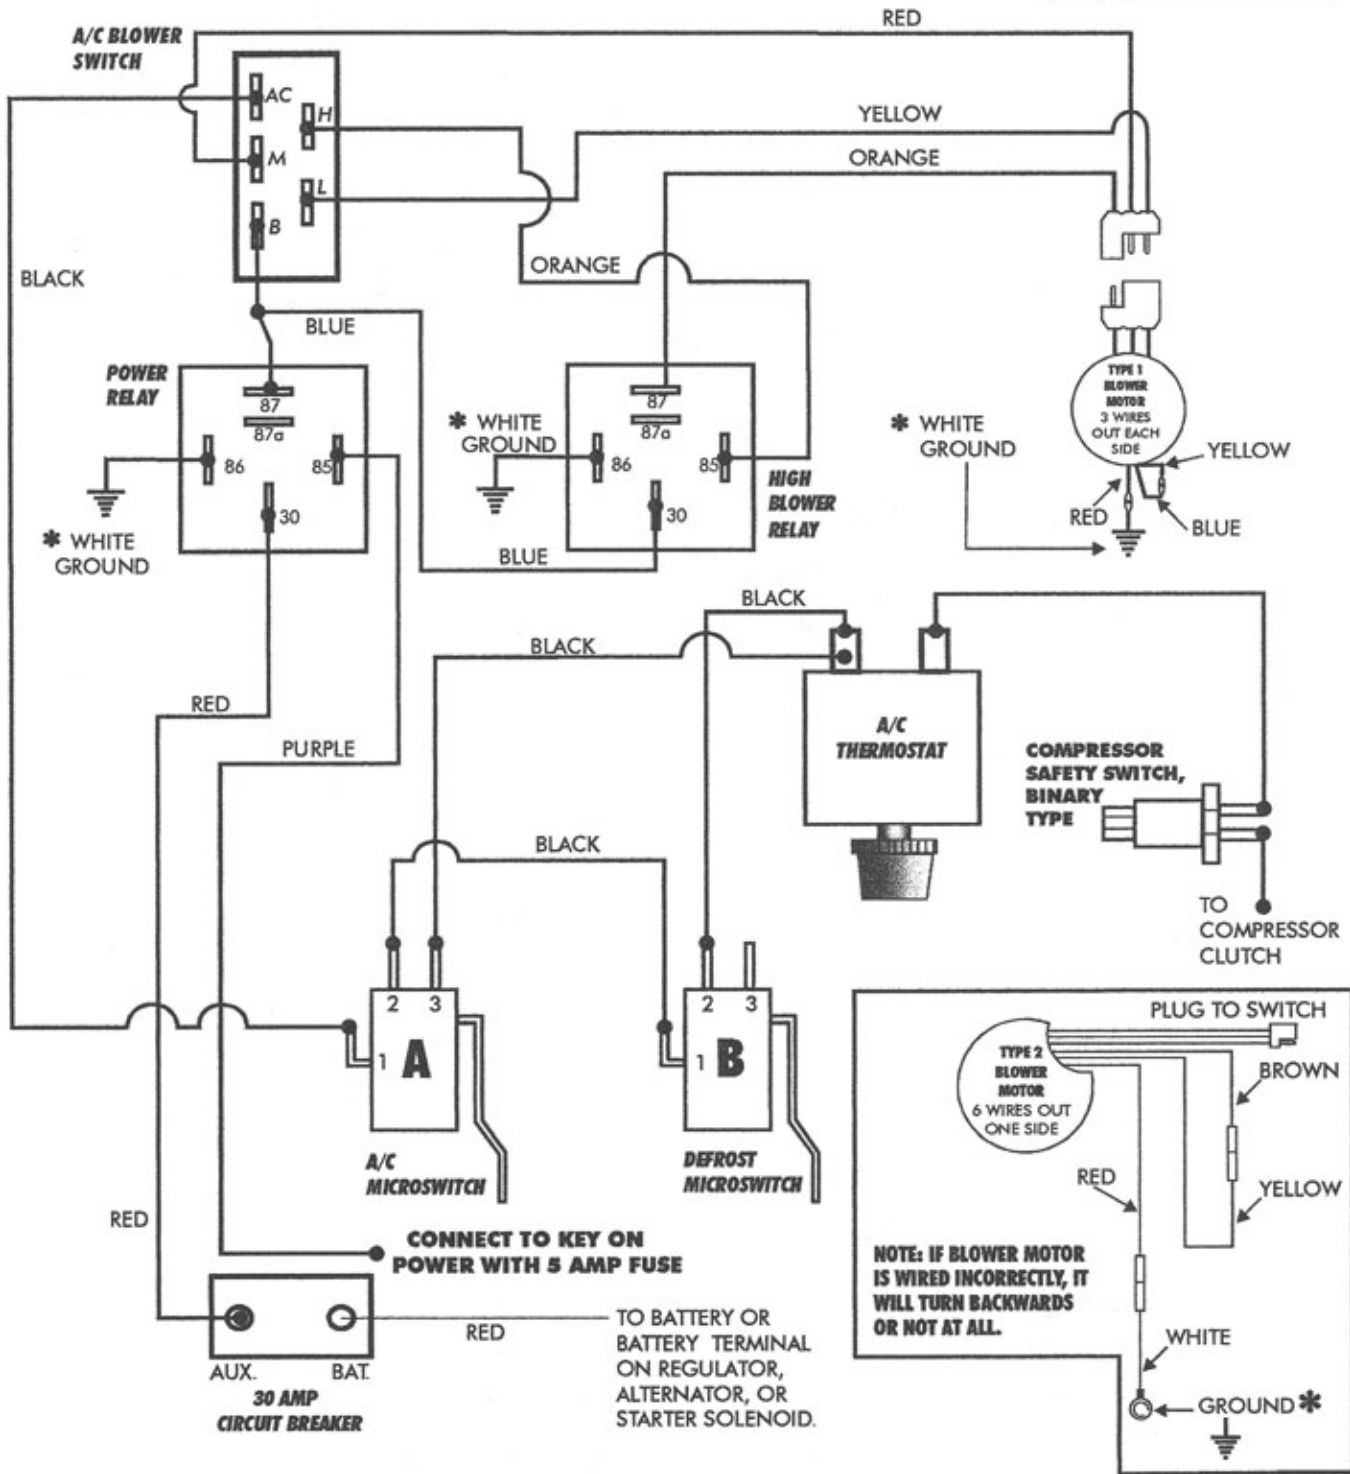 RED
A/C BLOWER
SWITCH
AC
H
M
L
B
YELLOW
ORANGE
BLACK
ORANGE
BLUE
POWER
RELAY
87
87a
86
85
30
* WHITE
GROUND
* WHITE
GROUND
87
87a
86
85
30
HIGH
BLOWER
RELAY
BLUE
TYPE 1
BLOWER
MOTOR
3 WIRES
OUT EACH
SIDE
* WHITE
GROUND
YELLOW
RED
BLUE
BLACK
BLACK
RED
PURPLE
A/C
THERMOSTAT
COMPRESSOR
SAFETY SWITCH,
BINARY
TYPE
BLACK
TO
COMPRESSOR
CLUTCH
2 3
1 A
A/C
MICROSWITCH
2 3
1 B
DEFROST
MICROSWITCH
RED
CONNECT TO KEY ON
POWER WITH 5 AMP FUSE
AUX. BAT.
30 AMP
CIRCUIT BREAKER
RED
TO BATTERY OR
BATTERY TERMINAL
ON REGULATOR,
ALTERNATOR, OR
STARTER SOLENOID.
PLUG TO SWITCH
TYPE 2
BLOWER
MOTOR
6 WIRES OUT
ONE SIDE
BROWN
RED
YELLOW
NOTE: IF BLOWER MOTOR
IS WIRED INCORRECTLY, IT
WILL TURN BACKWARDS
OR NOT AT ALL.
WHITE
GROUND *